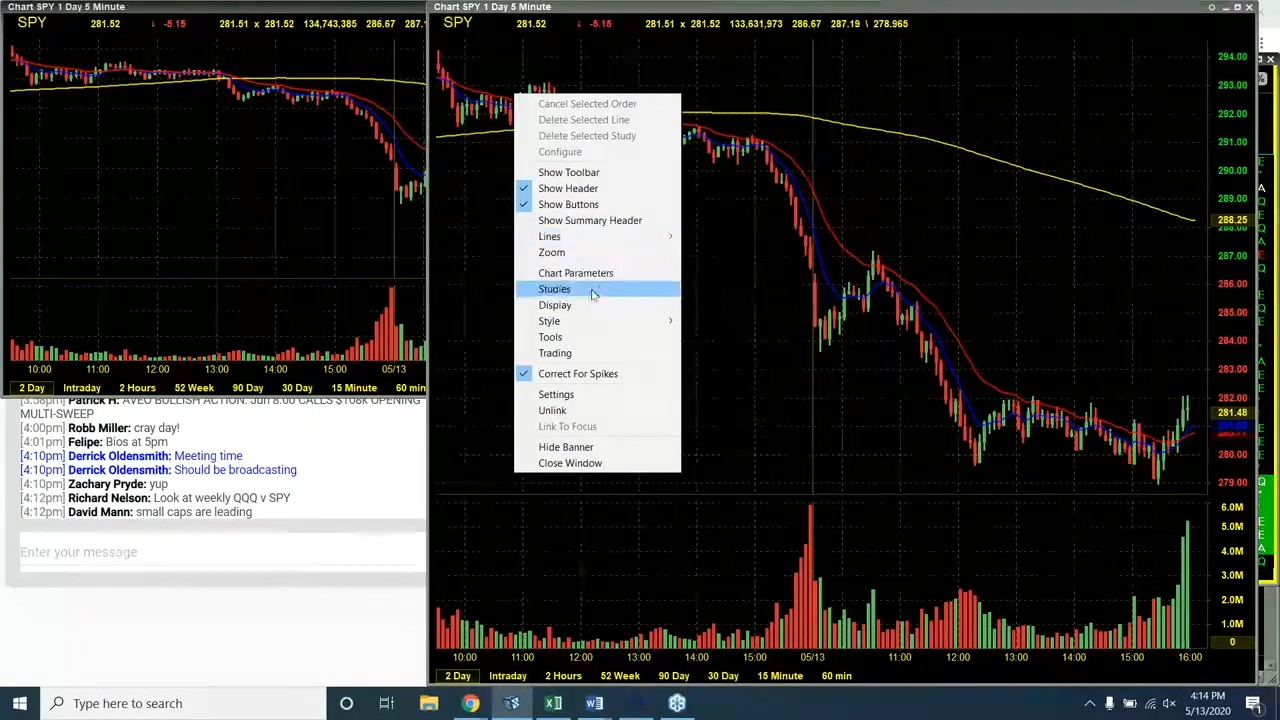 Chart SPY 1 Day 5 Minute
SPY 281.52 ↓ -5.15 281.51 x 281.52 134,743,385 286.67 287.1
10:00 11:00 12:00 13:00 14:00 15:00 05/13
2 Day Intraday 2 Hours 52 Week 90 Day 30 Day 15 Minute 60 min
[3:58pm] Patrick H: AVEO BULLISH ACTION: Jun 8.00 CALLS $108k OPENING
MULTI-SWEEP
[4:00pm] Robb Miller: cray day!
[4:01pm] Felipe: Bios at 5pm
[4:10pm] Derrick Oldensmith: Meeting time
[4:10pm] Derrick Oldensmith: Should be broadcasting
[4:10pm] Zachary Pryde: yup
[4:12pm] Richard Nelson: Look at weekly QQQ v SPY
[4:12pm] David Mann: small caps are leading
Enter your message
Chart SPY 1 Day 5 Minute
SPY 281.52 ↓ -5.15 281.51 x 281.52 133,631,973 286.67 287.19 \ 278.965
Cancel Selected Order
Delete Selected Line
Delete Selected Study
Configure
Show Toolbar
Show Header
Show Buttons
Show Summary Header
Lines
Zoom
Chart Parameters
Studies
Display
Style
Tools
Trading
Correct For Spikes
Settings
Unlink
Link To Focus
Hide Banner
Close Window
294.00
293.00
292.00
291.00
290.00
289.00
288.25
288.00
287.00
286.00
285.00
284.00
283.00
282.00
281.48
280.00
279.00
6.0M
5.0M
4.0M
3.0M
2.0M
1.0M
0
10:00 11:00 12:00 13:00 14:00 15:00 05/13 11:00 12:00 13:00 14:00 15:00 16:00
2 Day Intraday 2 Hours 52 Week 90 Day 30 Day 15 Minute 60 min
Type here to search
4:14 PM
5/13/2020